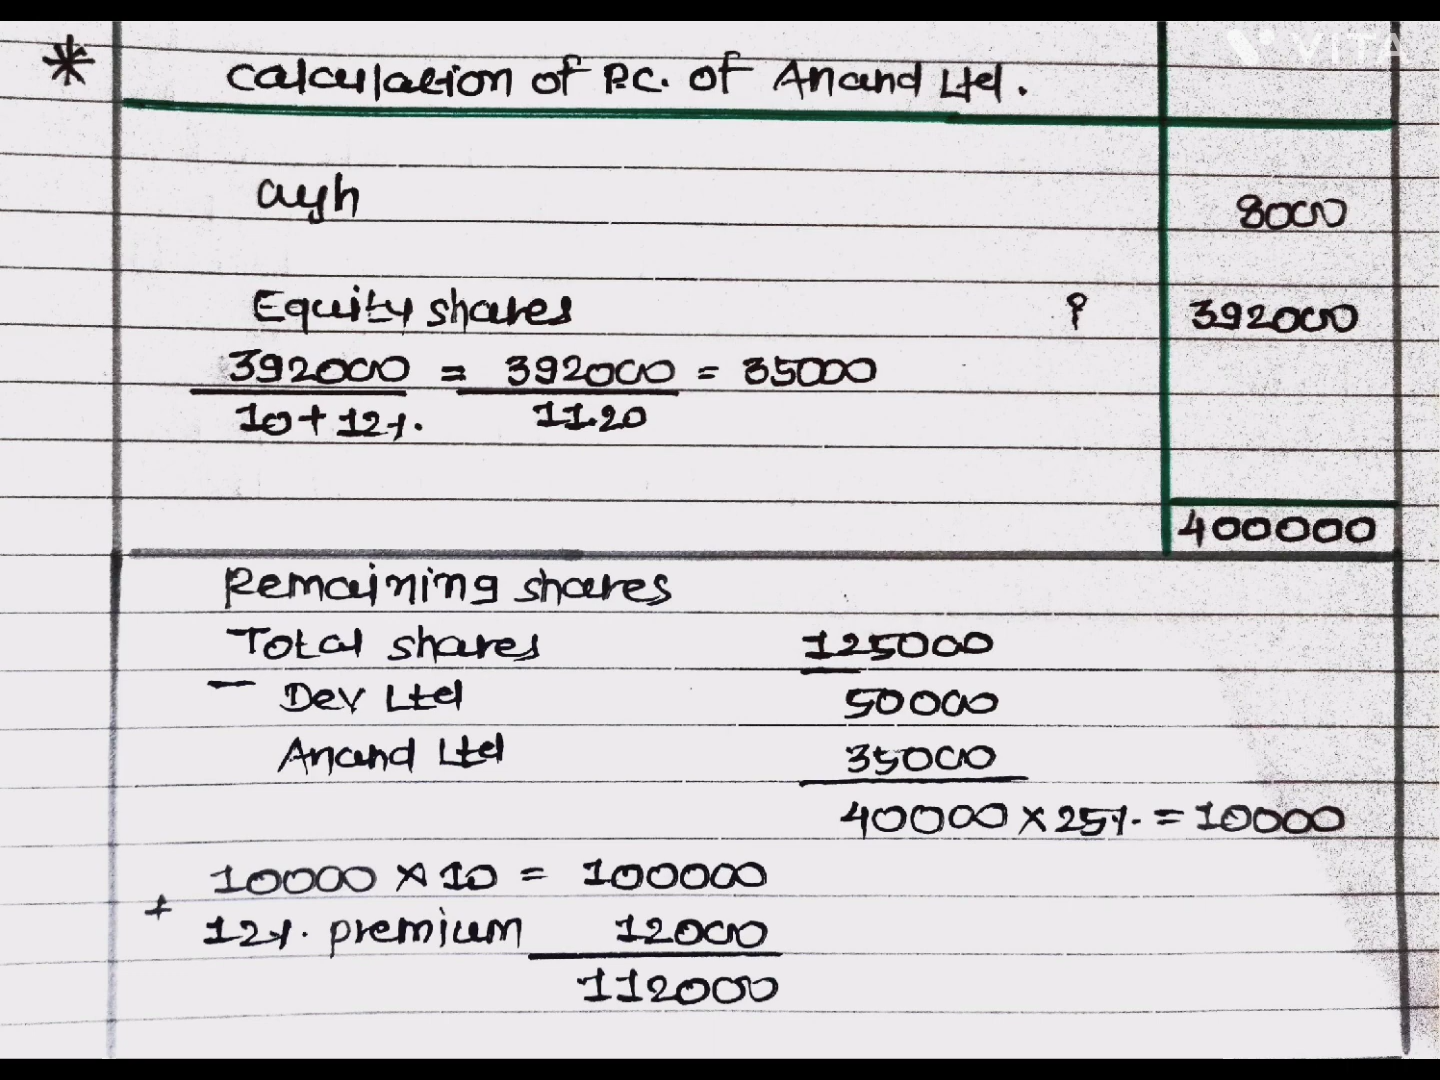 VITA
* Calculation of P.C. of Anand Ltd.
8000
Equity shares ? 392000
392000 = 392000 = 35000
10 + 12%. 11.20
400000
Remaining shares
Total shares 125000
- Dev Ltd 50000
Anand Ltd 35000
40000 × 25%. = 10000
10000 × 10 = 100000
+ 12%. premium 12000
112000